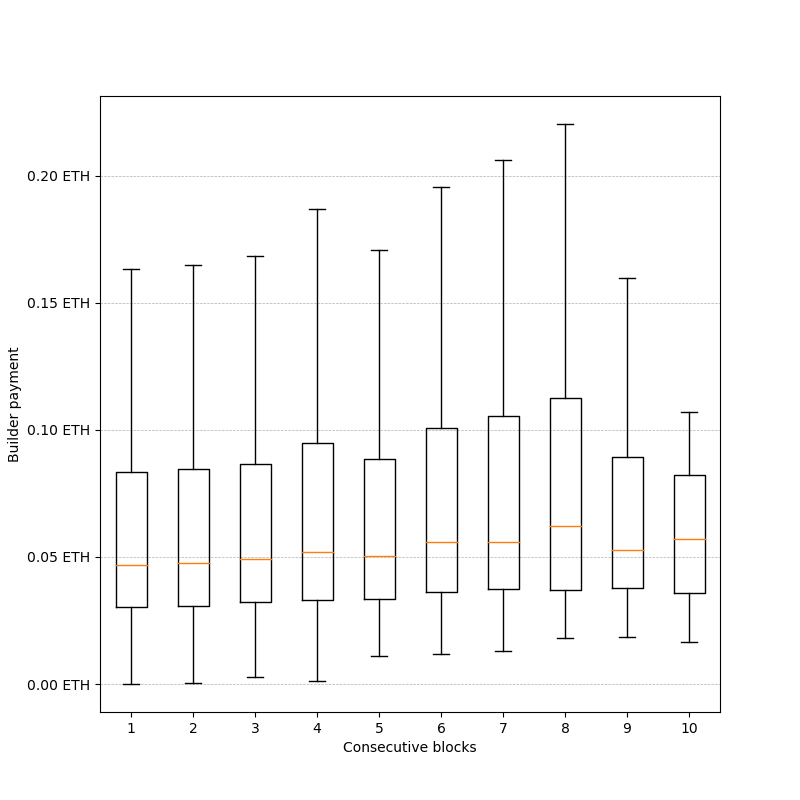 0.20 ETH
0.15 ETH
0.10 ETH
0.05 ETH
0.00 ETH
Builder payment
1 2 3 4 5 6 7 8 9 10
Consecutive blocks